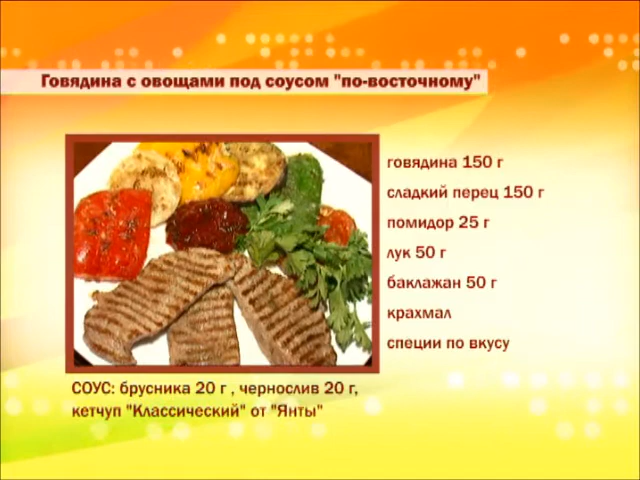 Говядина с овощами под соусом "по-восточному"
говядина 150 г
сладкий перец 150 г
помидор 25 г
лук 50 г
баклажан 50 г
крахмал
специи по вкусу
СОУС: брусника 20 г , чернослив 20 г,
кетчуп "Классический" от "Янты"